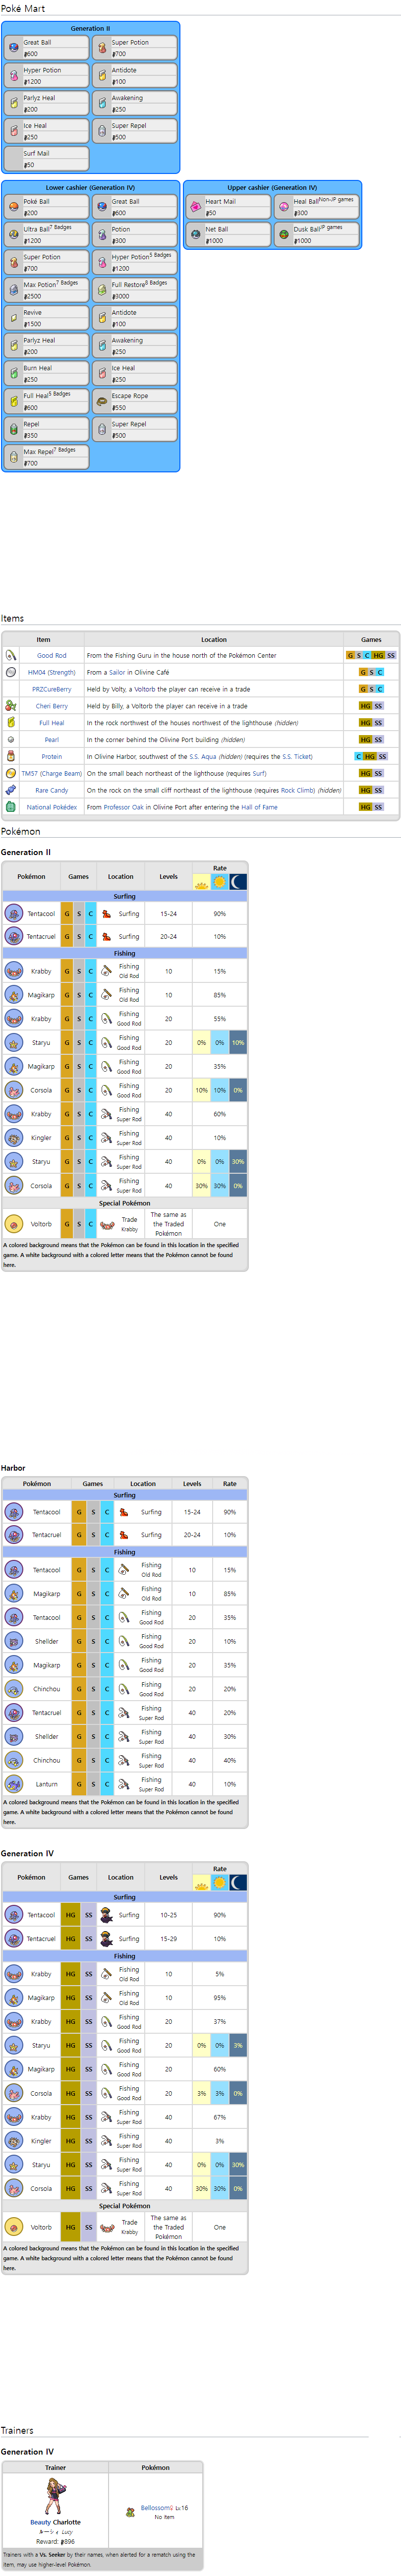 Poké Mart
Generation II
Great Ball
₽600
Super Potion
₽700
Hyper Potion
₽1200
Antidote
₽100
Parlyz Heal
₽200
Awakening
₽250
Ice Heal
₽250
Super Repel
₽500
Surf Mail
₽50
Lower cashier (Generation IV)
Poké Ball
₽200
Great Ball
₽600
Ultra Ball 7 Badges
₽1200
Potion
₽300
Super Potion
₽700
Hyper Potion 5 Badges
₽1200
Max Potion 7 Badges
₽2500
Full Restore 8 Badges
₽3000
Revive
₽1500
Antidote
₽100
Parlyz Heal
₽200
Awakening
₽250
Burn Heal
₽250
Ice Heal
₽250
Full Heal 5 Badges
₽600
Escape Rope
₽550
Repel
₽350
Super Repel
₽500
Max Repel 7 Badges
₽700
Upper cashier (Generation IV)
Heart Mail
₽50
Heal Ball Non-JP games
₽300
Net Ball
₽1000
Dusk Ball JP games
₽1000
Items
Item Location Games
Good Rod From the Fishing Guru in the house north of the Pokémon Center G S C HG SS
HM04 (Strength) From a Sailor in Olivine Café G S C
PRZCureBerry Held by Volty, a Voltorb the player can receive in a trade G S C
Cheri Berry Held by Billy, a Voltorb the player can receive in a trade HG SS
Full Heal In the rock northwest of the houses northwest of the lighthouse (hidden) HG SS
Pearl In the corner behind the Olivine Port building (hidden) HG SS
Protein In Olivine Harbor, southwest of the S.S. Aqua (hidden) (requires the S.S. Ticket) C HG SS
TM57 (Charge Beam) On the small beach northeast of the lighthouse (requires Surf) HG SS
Rare Candy On the rock on the small cliff northeast of the lighthouse (requires Rock Climb) (hidden) HG SS
National Pokédex From Professor Oak in Olivine Port after entering the Hall of Fame HG SS
Pokémon
Generation II
Pokémon Games Location Levels Rate
Surfing
Tentacool G S C Surfing 15-24 90%
Tentacruel G S C Surfing 20-24 10%
Fishing
Krabby G S C Fishing Old Rod 10 15%
Magikarp G S C Fishing Old Rod 10 85%
Krabby G S C Fishing Good Rod 20 55%
Staryu G S C Fishing Good Rod 20 0% 0% 10%
Magikarp G S C Fishing Good Rod 20 35%
Corsola G S C Fishing Good Rod 20 10% 10% 0%
Krabby G S C Fishing Super Rod 40 60%
Kingler G S C Fishing Super Rod 40 10%
Staryu G S C Fishing Super Rod 40 0% 0% 30%
Corsola G S C Fishing Super Rod 40 30% 30% 0%
Special Pokémon
Voltorb G S C Trade Krabby The same as the Traded Pokémon One
A colored background means that the Pokémon can be found in this location in the specified
game. A white background with a colored letter means that the Pokémon cannot be found
here.
Harbor
Pokémon Games Location Levels Rate
Surfing
Tentacool G S C Surfing 15-24 90%
Tentacruel G S C Surfing 20-24 10%
Fishing
Tentacool G S C Fishing Old Rod 10 15%
Magikarp G S C Fishing Old Rod 10 85%
Tentacool G S C Fishing Good Rod 20 35%
Shellder G S C Fishing Good Rod 20 10%
Magikarp G S C Fishing Good Rod 20 35%
Chinchou G S C Fishing Good Rod 20 20%
Tentacruel G S C Fishing Super Rod 40 20%
Shellder G S C Fishing Super Rod 40 30%
Chinchou G S C Fishing Super Rod 40 40%
Lanturn G S C Fishing Super Rod 40 10%
A colored background means that the Pokémon can be found in this location in the specified
game. A white background with a colored letter means that the Pokémon cannot be found
here.
Generation IV
Pokémon Games Location Levels Rate
Surfing
Tentacool HG SS Surfing 10-25 90%
Tentacruel HG SS Surfing 15-29 10%
Fishing
Krabby HG SS Fishing Old Rod 10 5%
Magikarp HG SS Fishing Old Rod 10 95%
Krabby HG SS Fishing Good Rod 20 37%
Staryu HG SS Fishing Good Rod 20 0% 0% 3%
Magikarp HG SS Fishing Good Rod 20 60%
Corsola HG SS Fishing Good Rod 20 3% 3% 0%
Krabby HG SS Fishing Super Rod 40 67%
Kingler HG SS Fishing Super Rod 40 3%
Staryu HG SS Fishing Super Rod 40 0% 0% 30%
Corsola HG SS Fishing Super Rod 40 30% 30% 0%
Special Pokémon
Voltorb HG SS Trade Krabby The same as the Traded Pokémon One
A colored background means that the Pokémon can be found in this location in the specified
game. A white background with a colored letter means that the Pokémon cannot be found
here.
Trainers
Generation IV
Trainer Pokémon
Beauty Charlotte
ルーシィ Lucy
Reward: ₽896
Bellossom♀ Lv.16
No item
Trainers with a Vs. Seeker by their names, when alerted for a rematch using the
item, may use higher-level Pokémon.